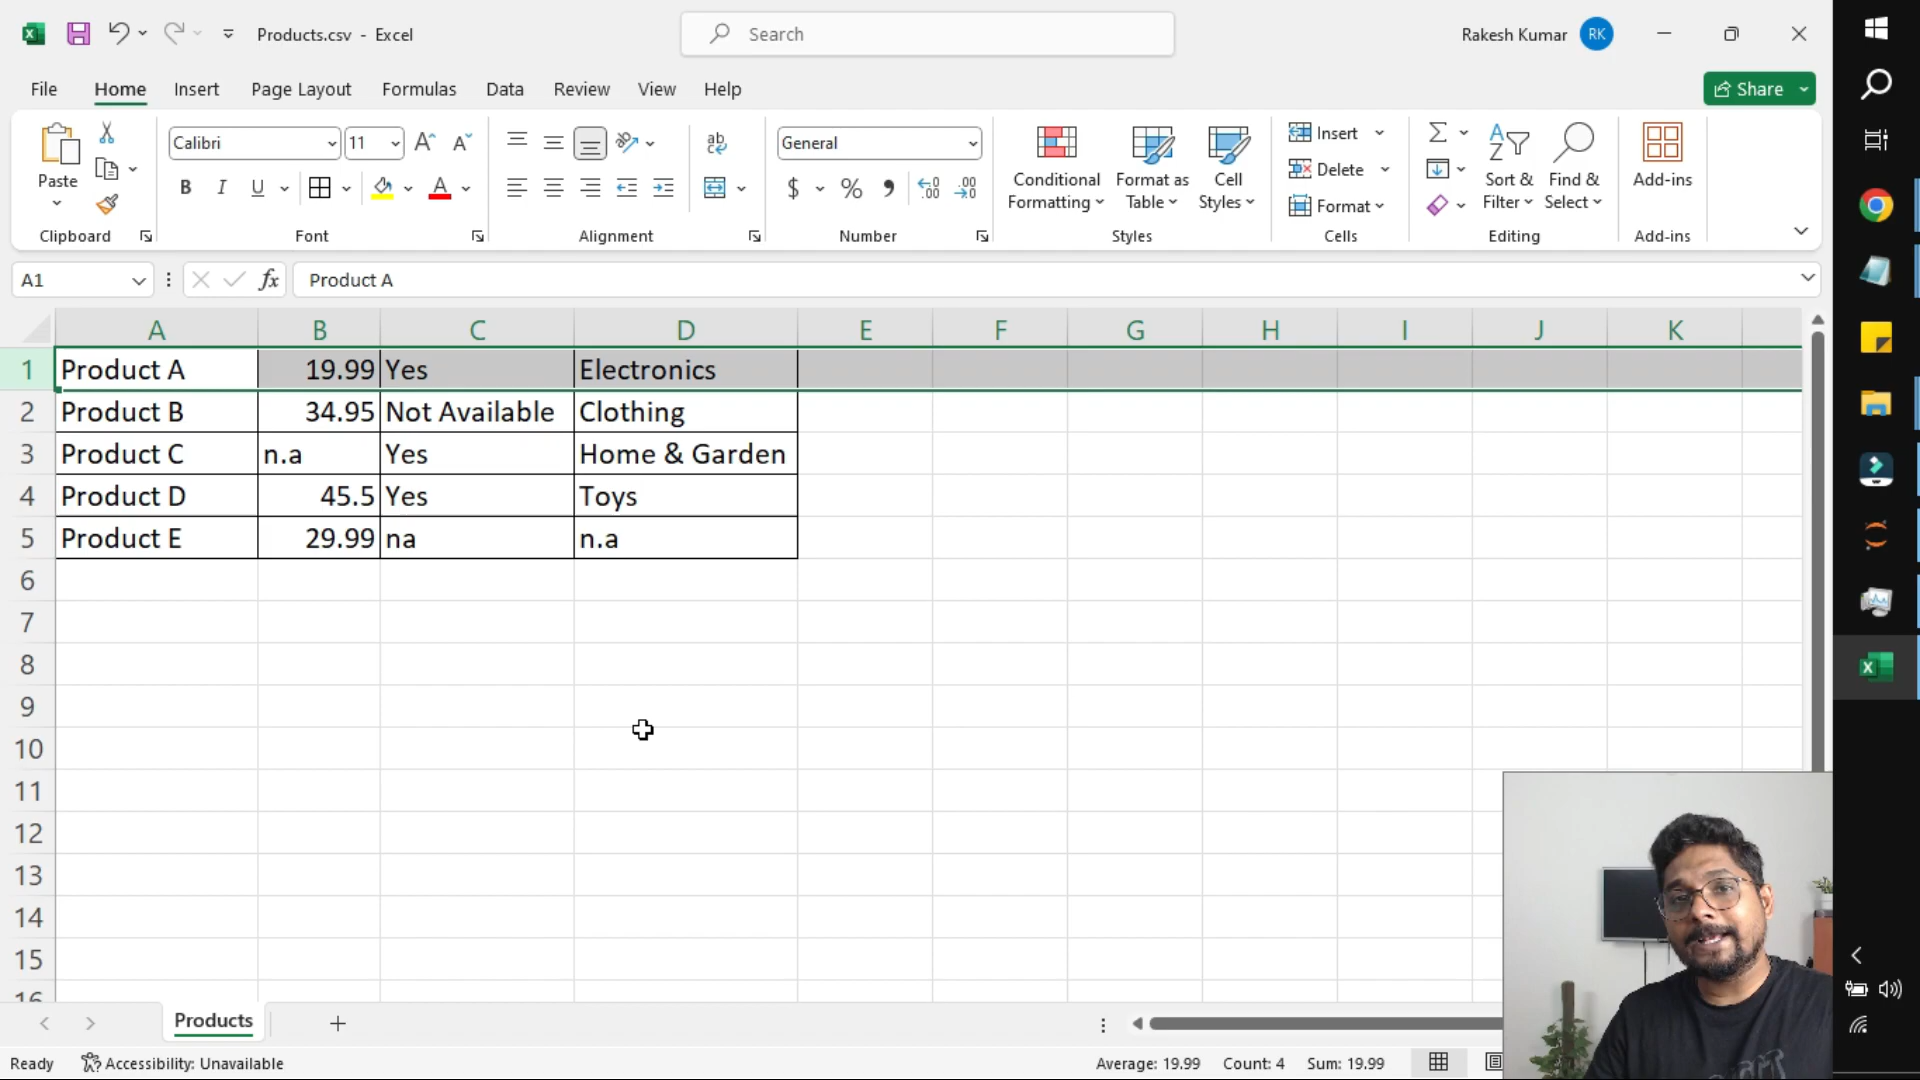 Products.csv - Excel
Search
Rakesh Kumar RK
File Home Insert Page Layout Formulas Data Review View Help
Share
Paste
Clipboard
Calibri 11
B I U A
Font
ab
Alignment
General
$ % 9 .00
Number
Conditional Formatting
Format as Table
Cell Styles
Styles
Insert
Delete
Format
Cells
Sort & Filter
Find & Select
Editing
Add-ins
Add-ins
A1 fx Product A
A B C D E F G H I J K
1 Product A 19.99 Yes Electronics
2 Product B 34.95 Not Available Clothing
3 Product C n.a Yes Home & Garden
4 Product D 45.5 Yes Toys
5 Product E 29.99 na n.a
6
7
8
9
10
11
12
13
14
15
16
Products
Ready Accessibility: Unavailable Average: 19.99 Count: 4 Sum: 19.99